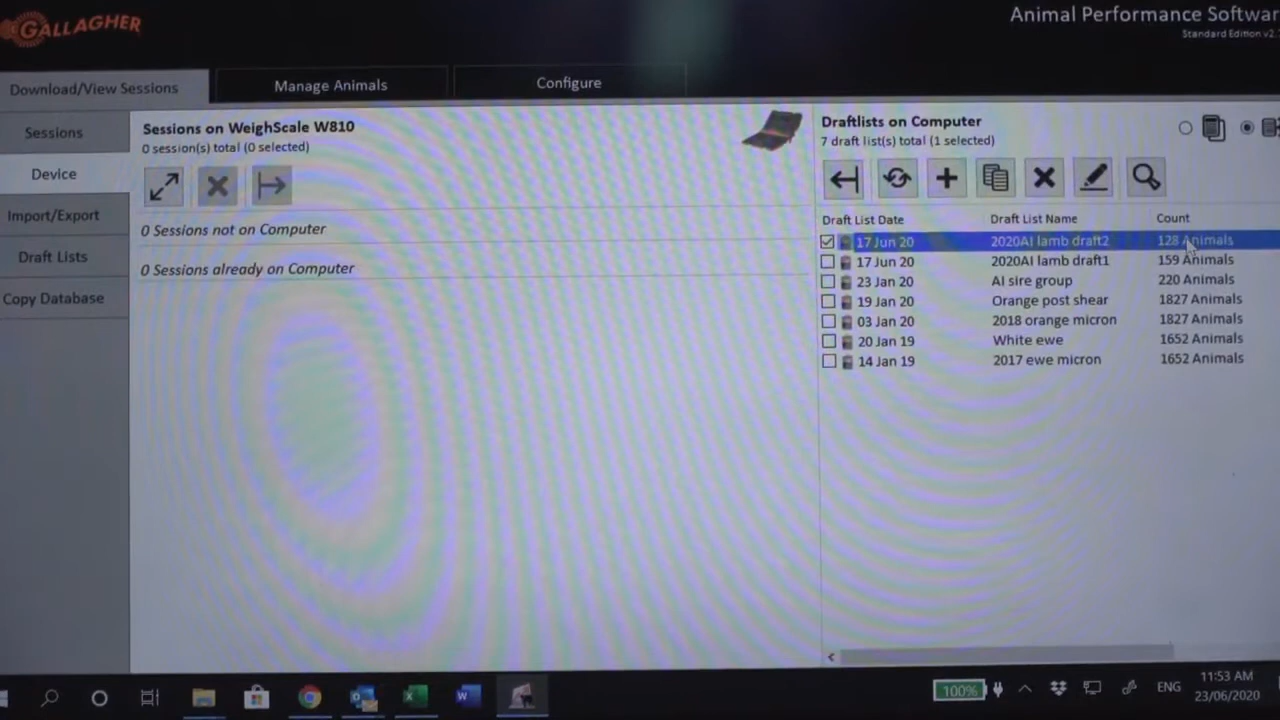 GALLAGHER
Animal Performance Softwar
Standard Edition v2.
Download/View Sessions
Manage Animals
Configure
Sessions
Device
Import/Export
Draft Lists
Copy Database
Sessions on WeighScale W810
0 session(s) total (0 selected)
0 Sessions not on Computer
0 Sessions already on Computer
Draftlists on Computer
7 draft list(s) total (1 selected)
Draft List Date Draft List Name Count
17 Jun 20 2020AI lamb draft2 128 Animals
17 Jun 20 2020AI lamb draft1 159 Animals
23 Jan 20 AI sire group 220 Animals
19 Jan 20 Orange post shear 1827 Animals
03 Jan 20 2018 orange micron 1827 Animals
20 Jan 19 White ewe 1652 Animals
14 Jan 19 2017 ewe micron 1652 Animals
100%
ENG
11:53 AM
23/06/2020